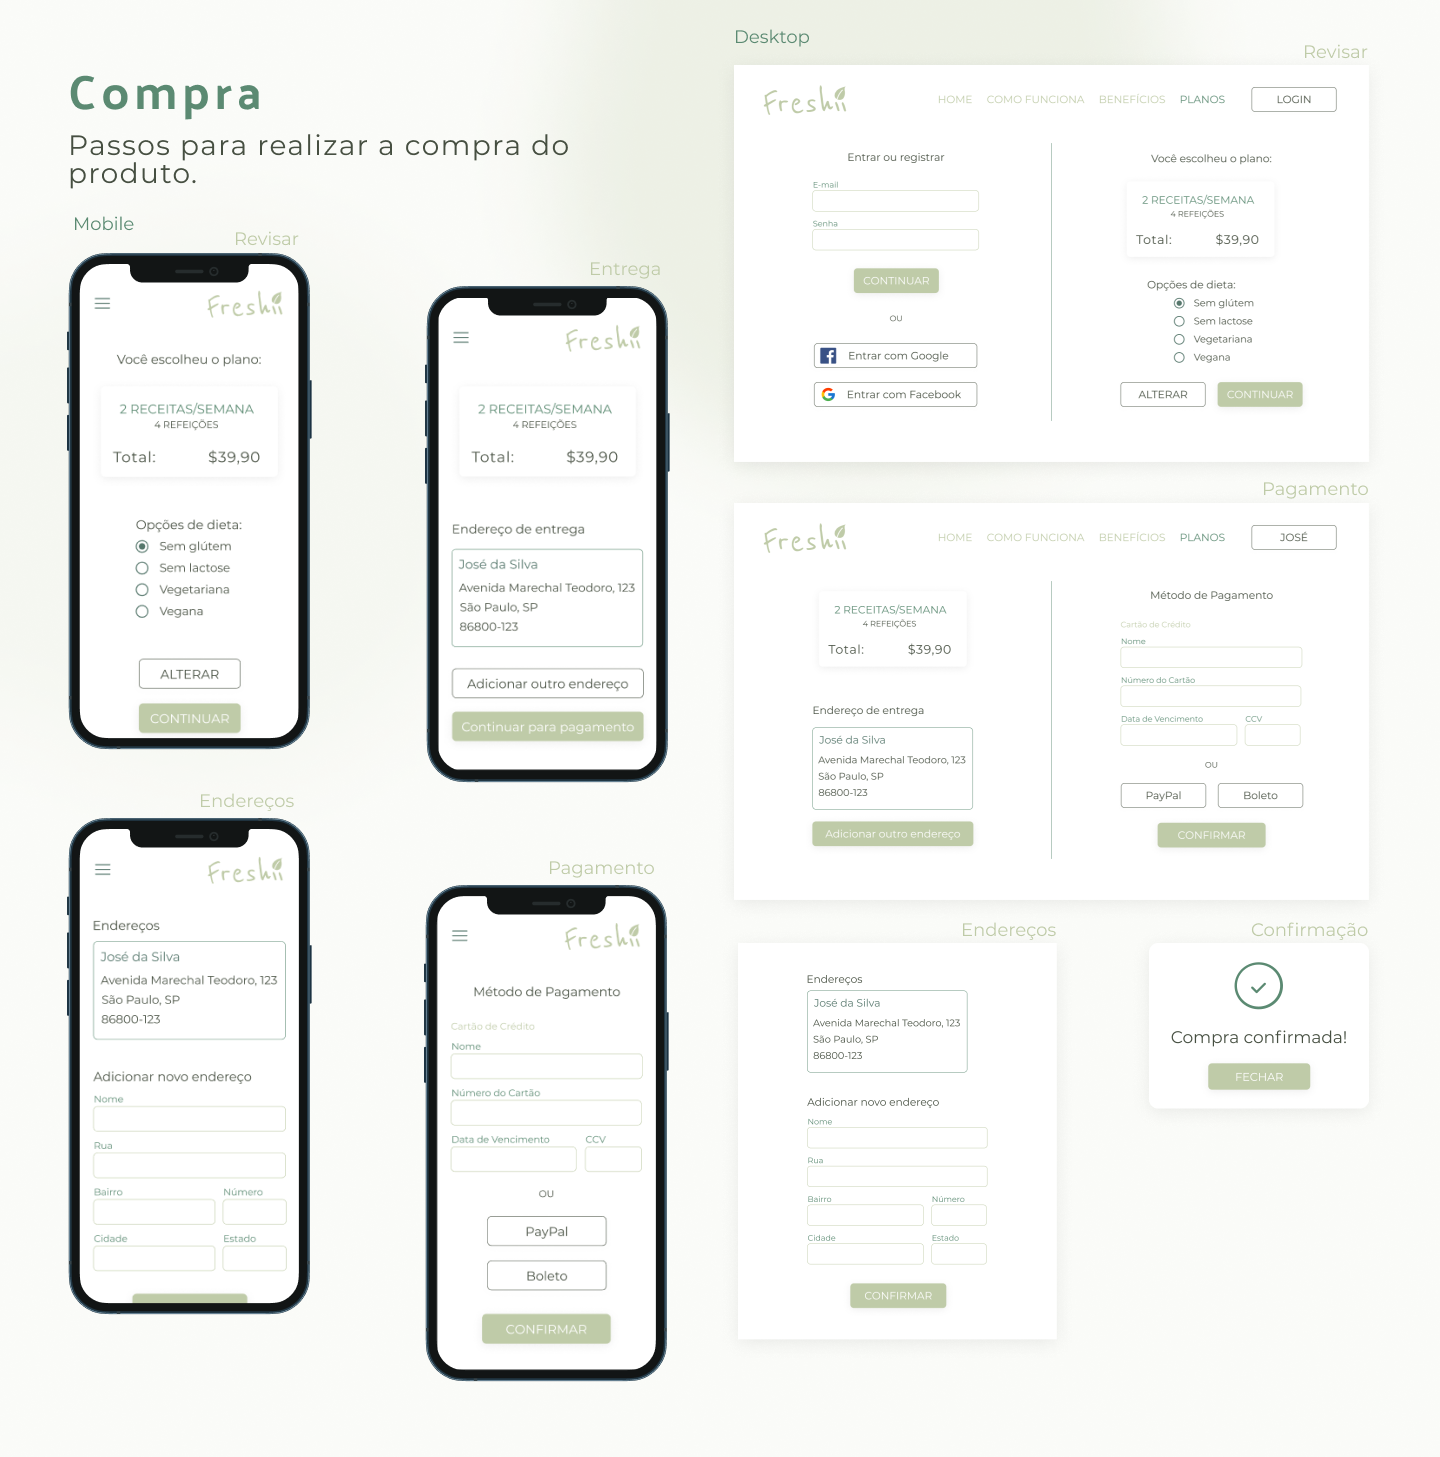 Compra
Passos para realizar a compra do
produto.
Mobile
Revisar
Freshii
Você escolheu o plano:
2 RECEITAS/SEMANA
4 REFEIÇÕES
Total: $39,90
Opções de dieta:
Sem glútem
Sem lactose
Vegetariana
Vegana
ALTERAR
CONTINUAR
Entrega
Freshii
2 RECEITAS/SEMANA
4 REFEIÇÕES
Total: $39,90
Endereço de entrega
José da Silva
Avenida Marechal Teodoro, 123
São Paulo, SP
86800-123
Adicionar outro endereço
Continuar para pagamento
Endereços
Freshii
Endereços
José da Silva
Avenida Marechal Teodoro, 123
São Paulo, SP
86800-123
Adicionar novo endereço
Nome
Rua
Bairro Número
Cidade Estado
Pagamento
Freshii
Método de Pagamento
Cartão de Crédito
Nome
Número do Cartão
Data de Vencimento CCV
OU
PayPal
Boleto
CONFIRMAR
Desktop
Revisar
Freshii HOME COMO FUNCIONA BENEFÍCIOS PLANOS LOGIN
Entrar ou registrar
E-mail
Senha
CONTINUAR
OU
Entrar com Google
Entrar com Facebook
Você escolheu o plano:
2 RECEITAS/SEMANA
4 REFEIÇÕES
Total: $39,90
Opções de dieta:
Sem glútem
Sem lactose
Vegetariana
Vegana
ALTERAR CONTINUAR
Pagamento
Freshii HOME COMO FUNCIONA BENEFÍCIOS PLANOS JOSÉ
2 RECEITAS/SEMANA
4 REFEIÇÕES
Total: $39,90
Endereço de entrega
José da Silva
Avenida Marechal Teodoro, 123
São Paulo, SP
86800-123
Adicionar outro endereço
Método de Pagamento
Cartão de Crédito
Nome
Número do Cartão
Data de Vencimento CCV
OU
PayPal Boleto
CONFIRMAR
Endereços
Endereços
José da Silva
Avenida Marechal Teodoro, 123
São Paulo, SP
86800-123
Adicionar novo endereço
Nome
Rua
Bairro Número
Cidade Estado
CONFIRMAR
Confirmação
Compra confirmada!
FECHAR